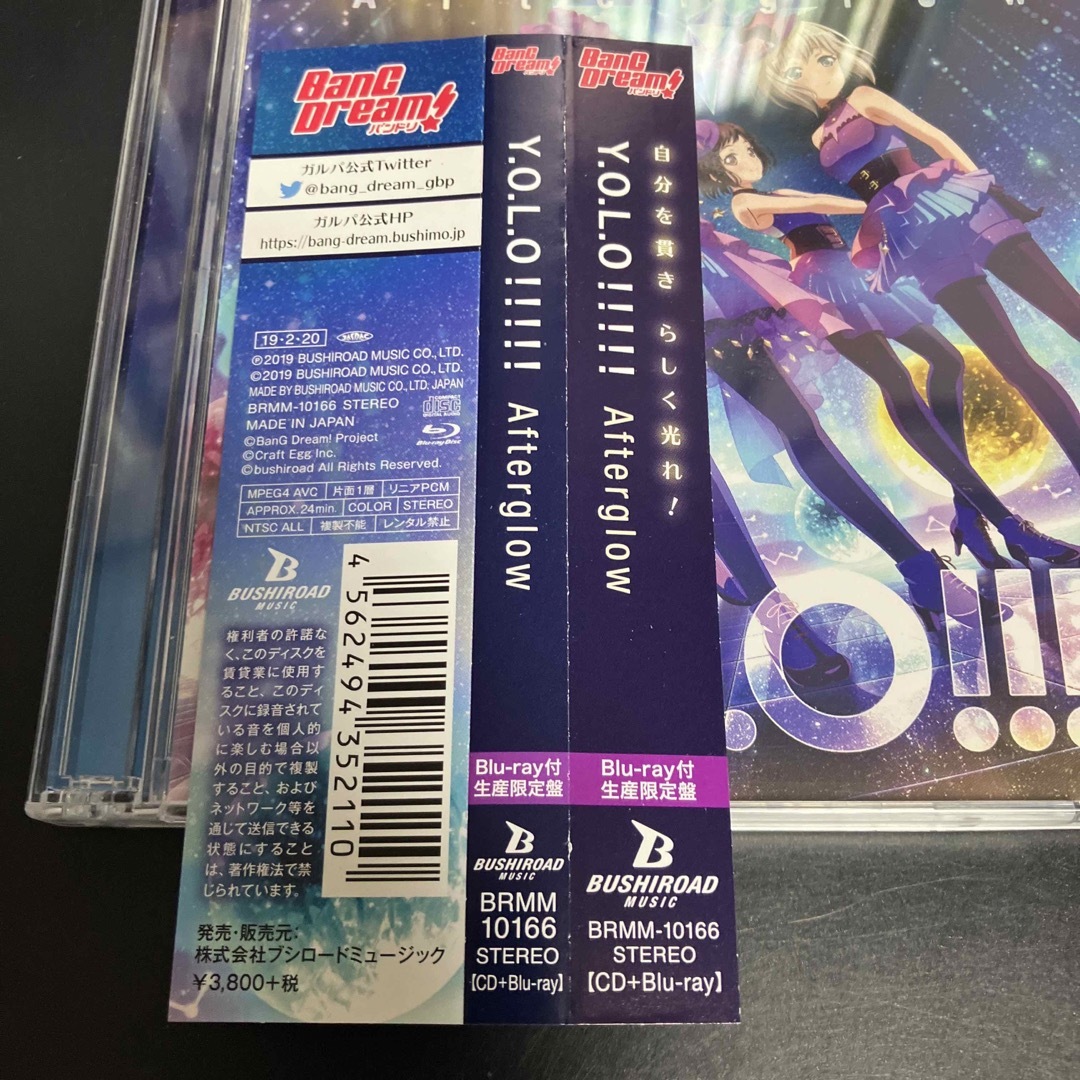 Afterglow
BanG Dream!
バンドリ
ガルパ公式Twitter
@bang_dream_gbp
ガルパ公式HP
https://bang-dream.bushimo.jp
19・2・20
Ⓟ2019 BUSHIROAD MUSIC CO., LTD.
©2019 BUSHIROAD MUSIC CO., LTD.
MADE BY BUSHIROAD MUSIC CO., LTD. JAPAN
BRMM-10166 STEREO
MADE IN JAPAN
©BanG Dream! Project
©Craft Egg Inc.
©bushiroad All Rights Reserved.
COMPACT
disc
DIGITAL AUDIO
Blu-ray Disc
MPEG4 AVC 片面1層 リニアPCM
APPROX. 24min. COLOR STEREO
NTSC ALL 複製不能 レンタル禁止
BUSHIROAD
MUSIC
4562494352110
権利者の許諾な
く、このディスクを
賃貸業に使用す
ること、このディ
スクに録音されて
いる音を個人的
に楽しむ場合以
外の目的で複製
すること、および
ネットワーク等を
通じて送信できる
状態にすること
は、著作権法で禁
じられています。
発売・販売元:
株式会社ブシロードミュージック
¥3,800+税
BanG Dream!
バンドリ
Y.O.L.O!!!!! Afterglow
Blu-ray付
生産限定盤
BUSHIROAD
MUSIC
BRMM
10166
STEREO
【CD+Blu-ray】
BanG Dream!
バンドリ
自分を貫き らしく光れ!
Y.O.L.O!!!!! Afterglow
Blu-ray付
生産限定盤
BUSHIROAD
MUSIC
BRMM-10166
STEREO
【CD+Blu-ray】
.O!!!